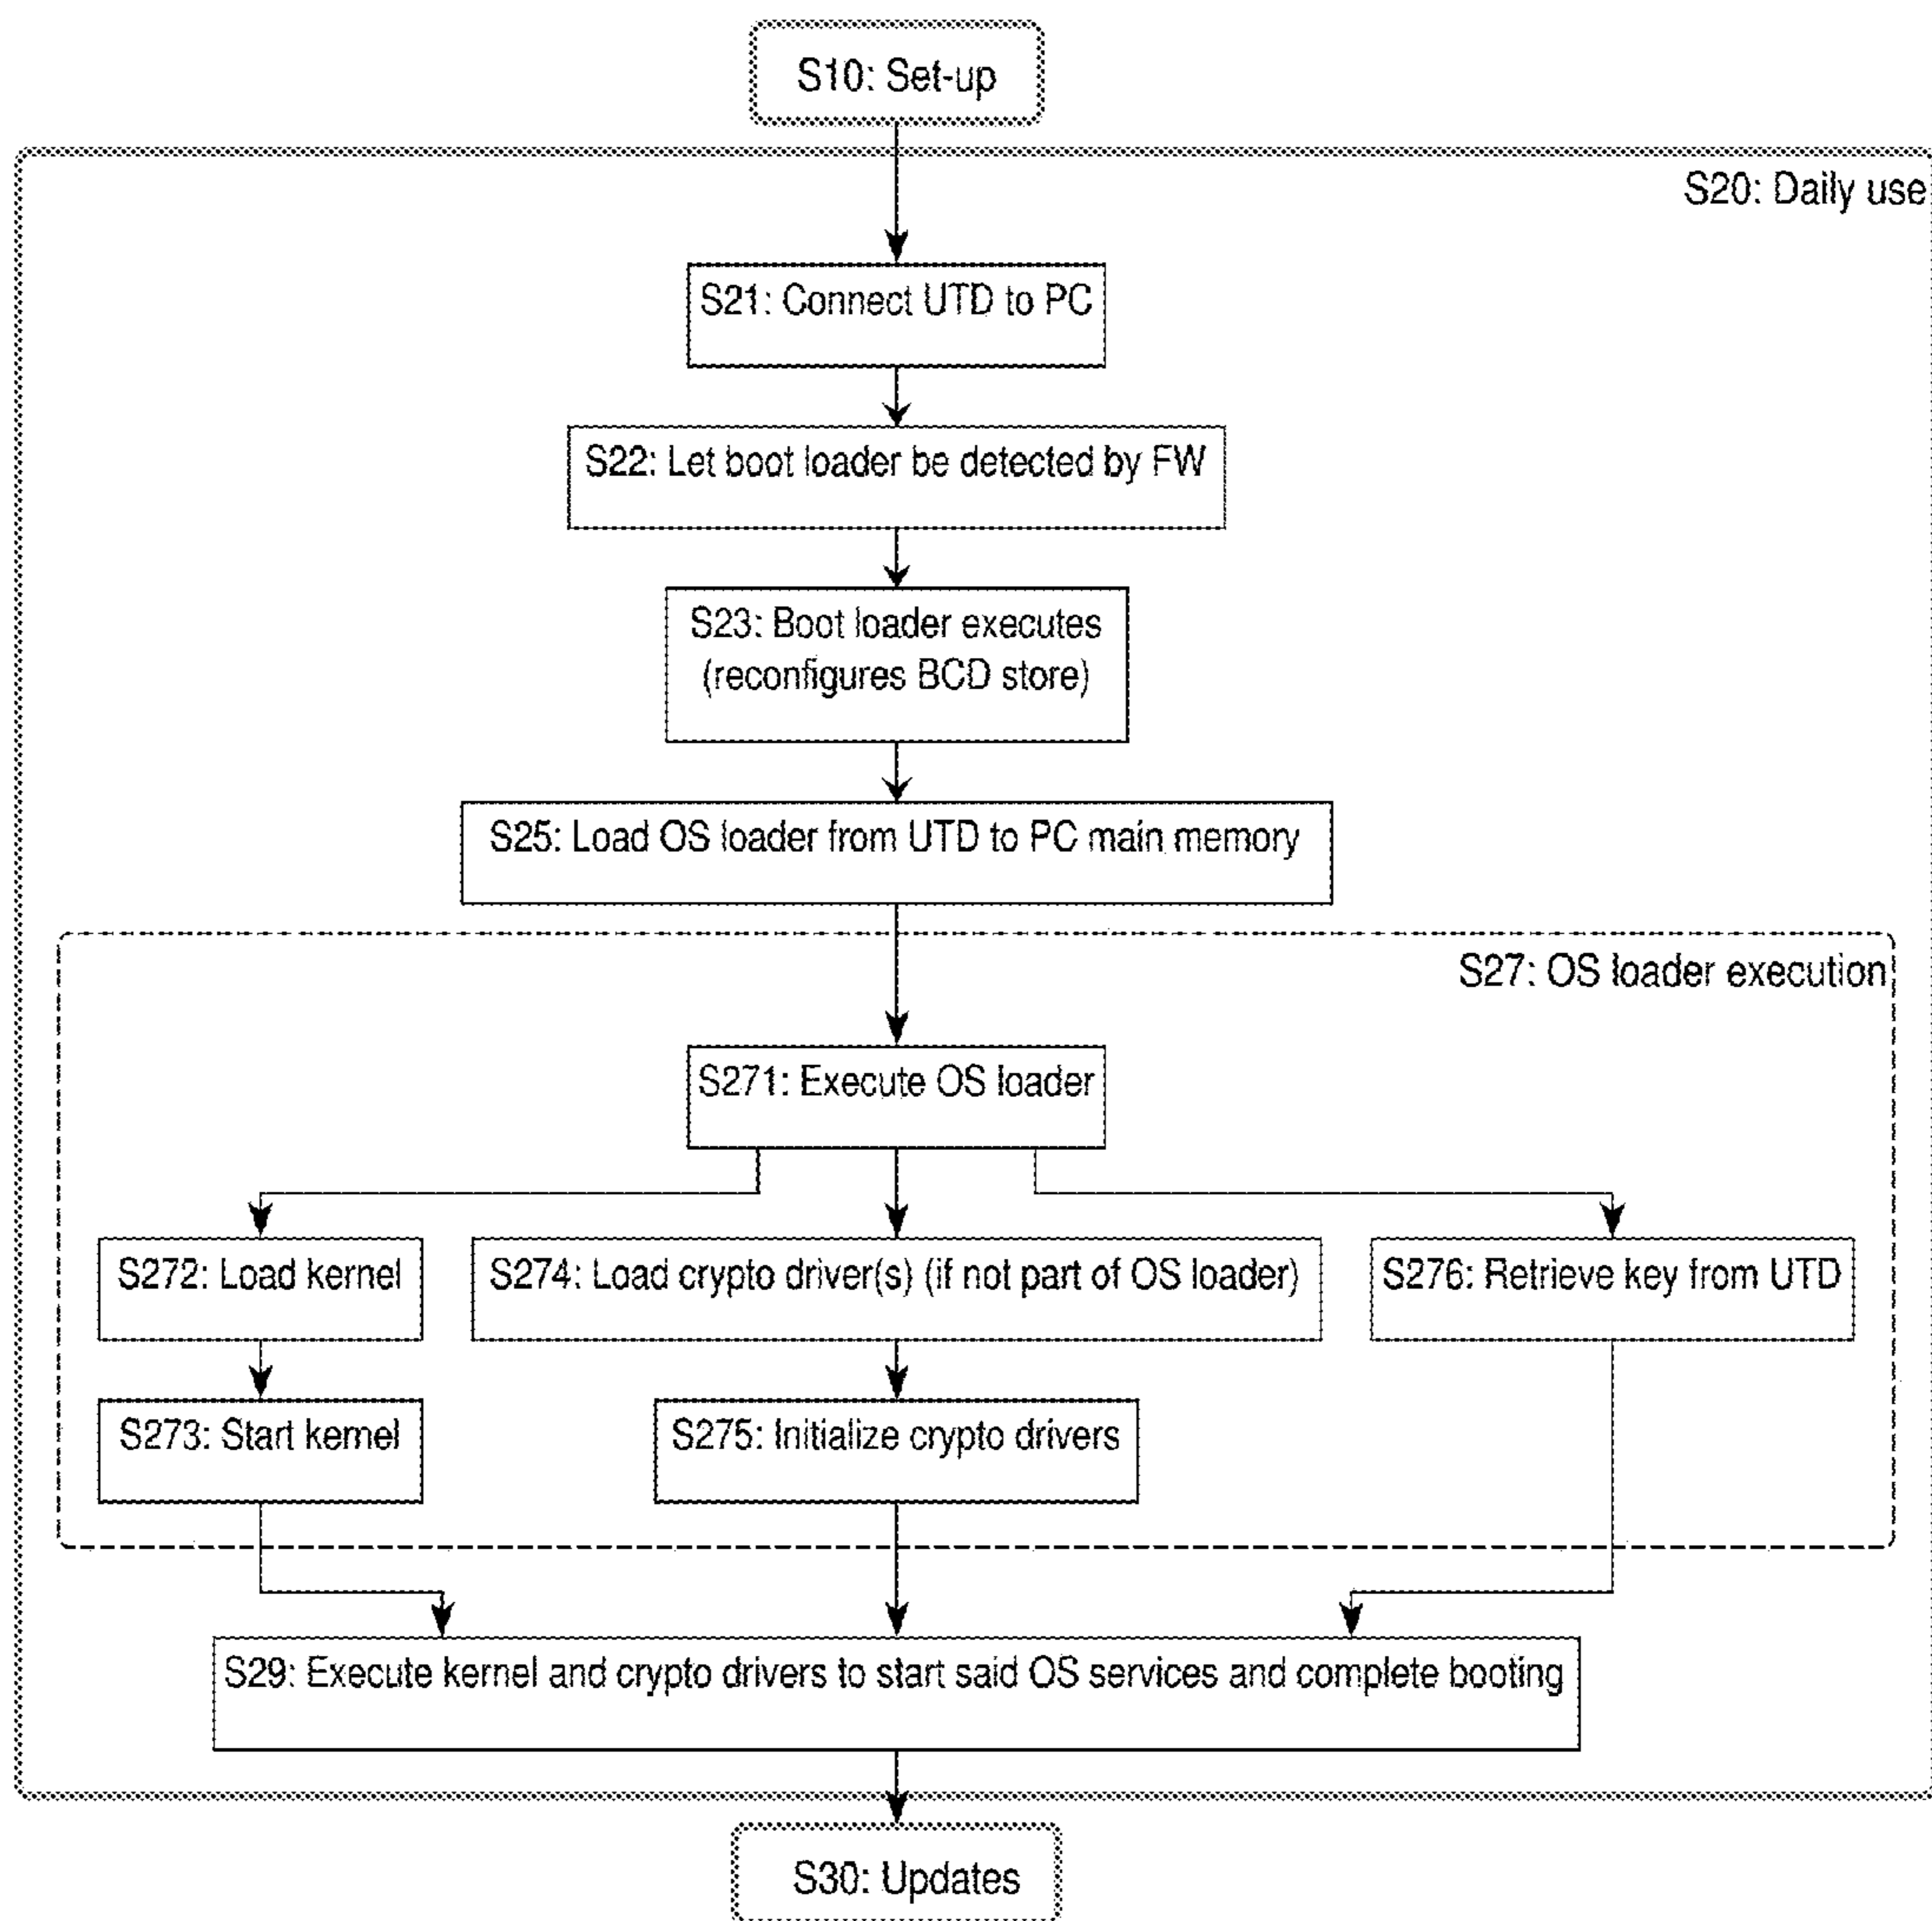 S10: Set-up
S20: Daily use
S21: Connect UTD to PC
S22: Let boot loader be detected by FW
S23: Boot loader executes
(reconfigures BCD store)
S25: Load OS loader from UTD to PC main memory
S27: OS loader execution
S271: Execute OS loader
S272: Load kernel
S274: Load crypto driver(s) (if not part of OS loader)
S276: Retrieve key from UTD
S273: Start kernel
S275: Initialize crypto drivers
S29: Execute kernel and crypto drivers to start said OS services and complete booting
S30: Updates